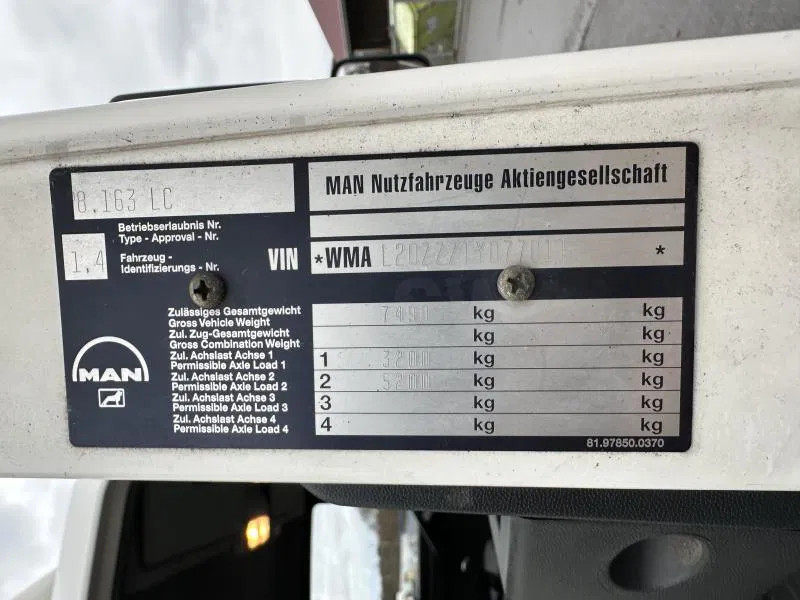 8.163 LC
MAN Nutzfahrzeuge Aktiengesellschaft
Betriebserlaubnis Nr.
Type - Approval - Nr.
1,4
Fahrzeug -
Identifizierungs - Nr.
VIN
*WMA *
Zulässiges Gesamtgewicht
Gross Vehicle Weight
7490 kg kg
Zul. Zug-Gesamtgewicht
Gross Combination Weight
kg kg
Zul. Achslast Achse 1
Permissible Axle Load 1
1 3200 kg kg
Zul. Achslast Achse 2
Permissible Axle Load 2
2 5200 kg kg
Zul. Achslast Achse 3
Permissible Axle Load 3
3 kg kg
Zul. Achslast Achse 4
Permissible Axle Load 4
4 kg kg
MAN
81.97850.0370